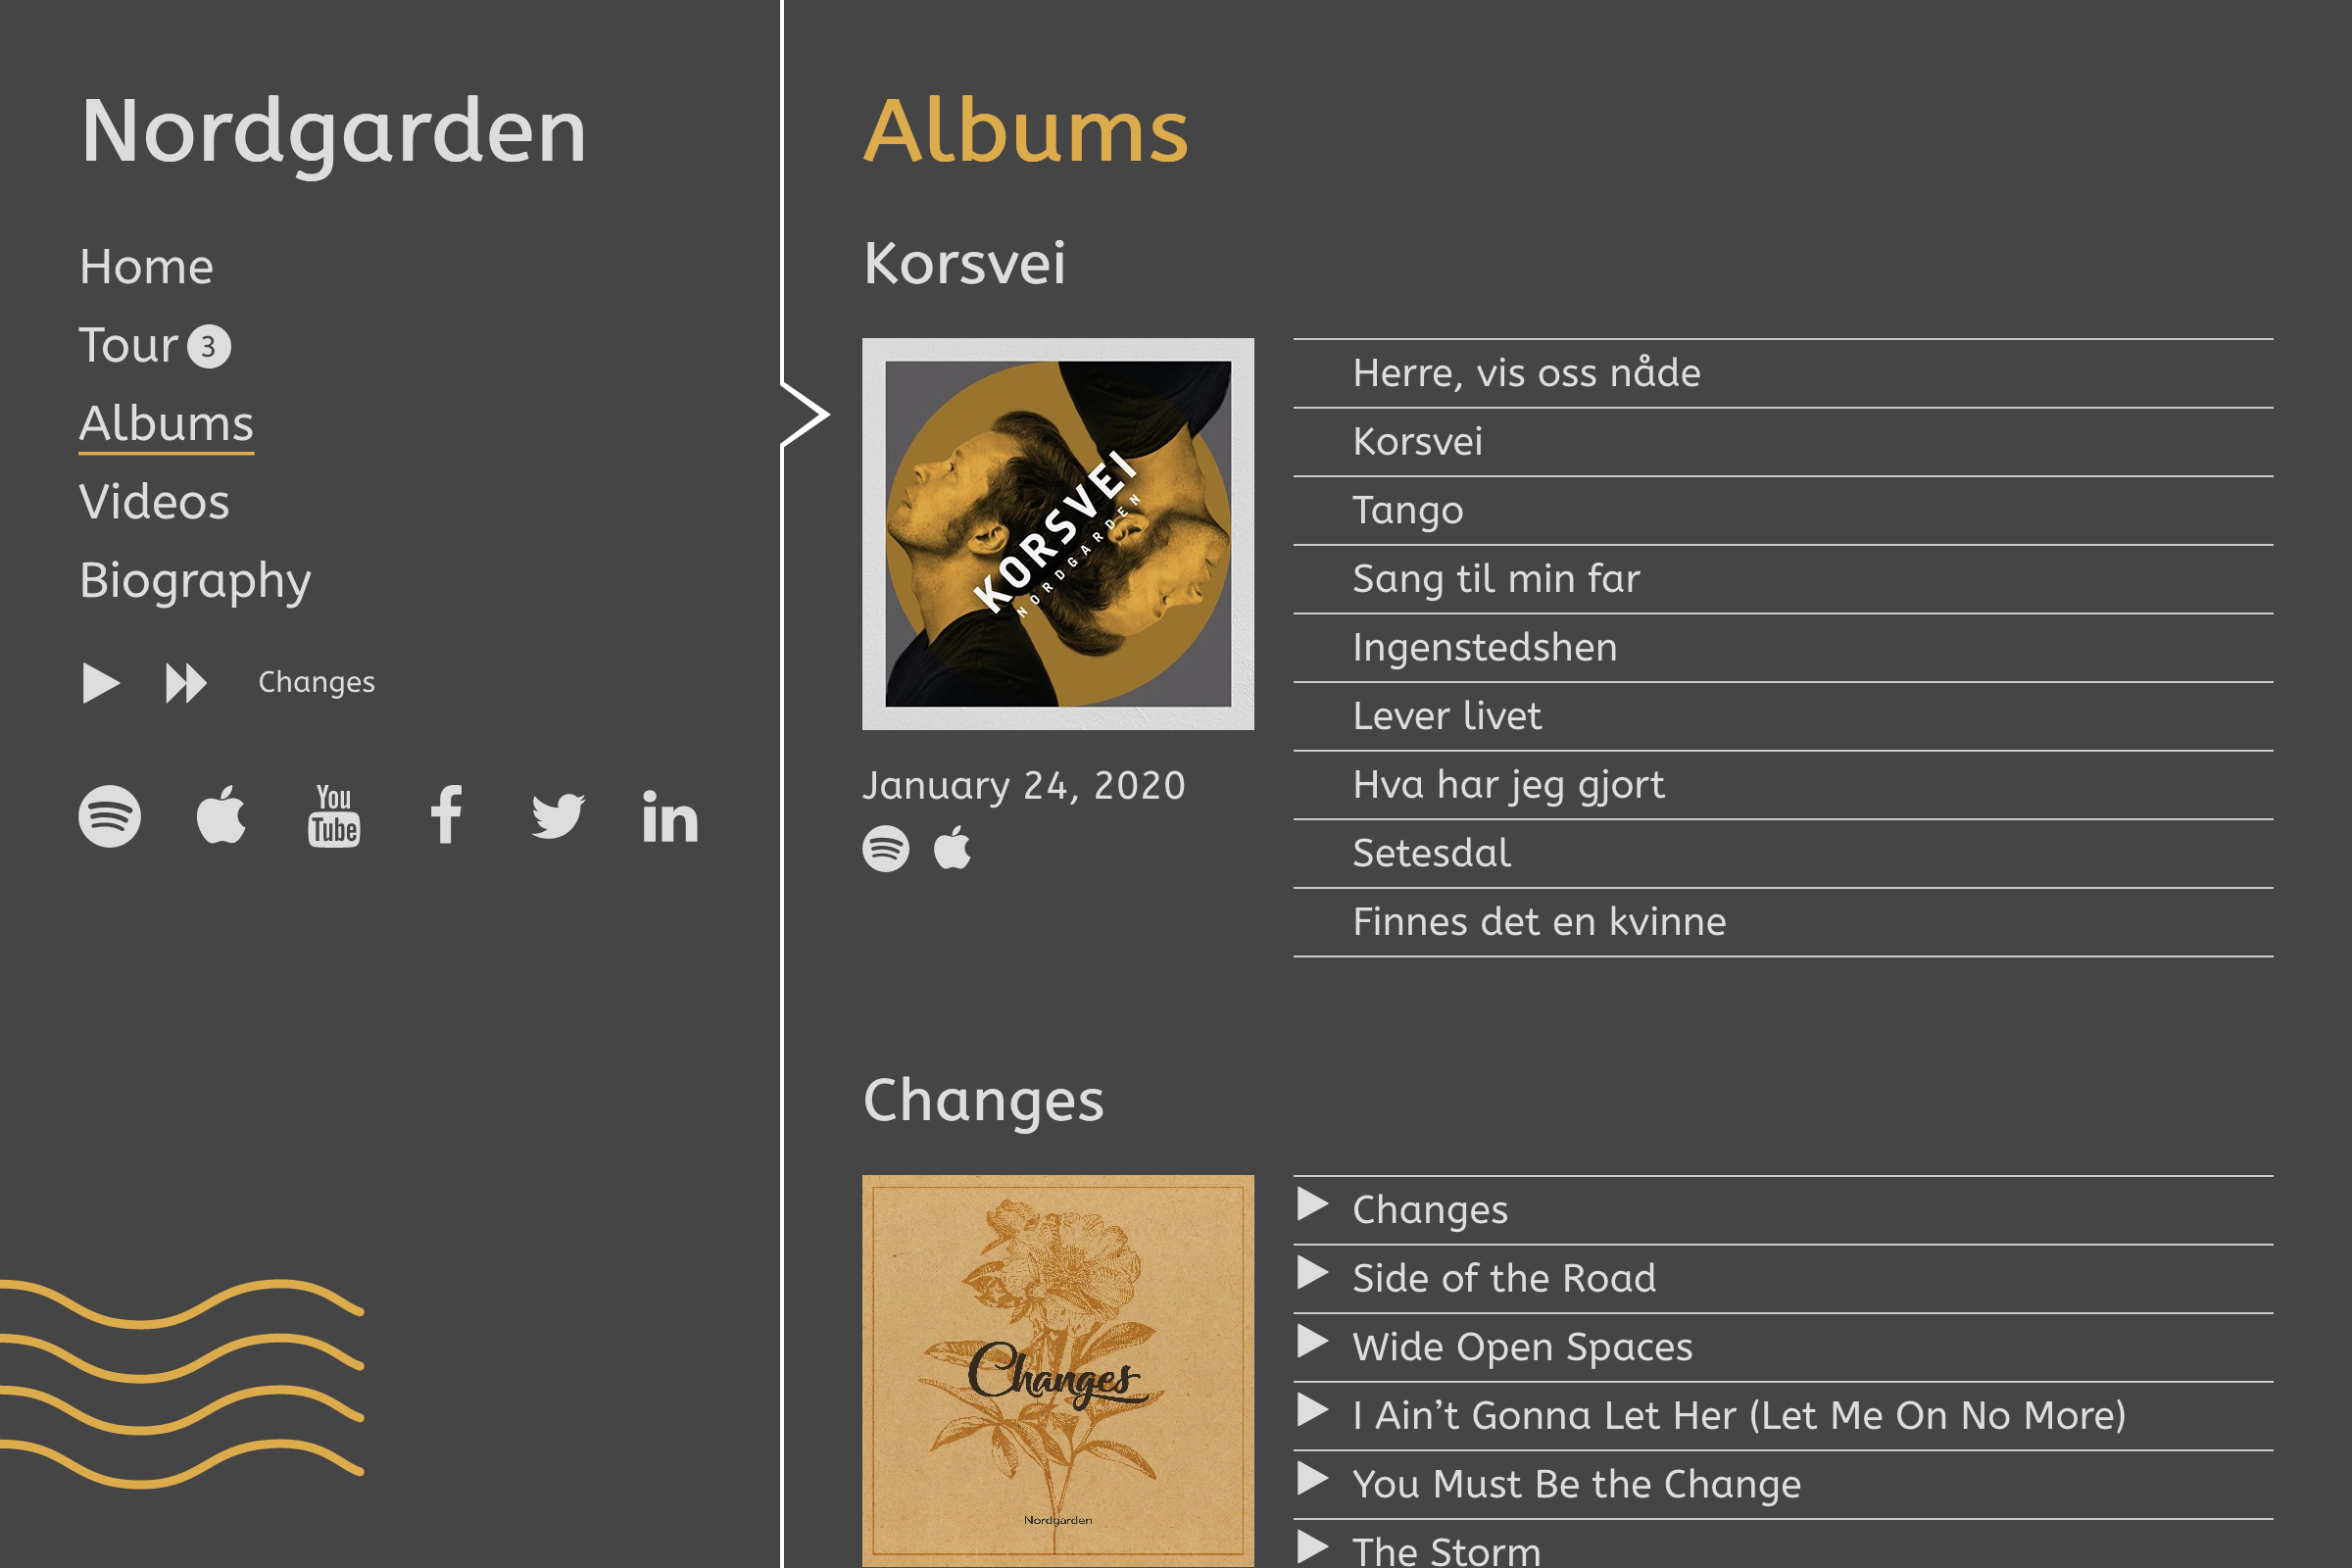 Nordgarden
Home
Tour 3
Albums
Videos
Biography
Changes
You
Tube
Albums
Korsvei
KORSVEI
NORDGARDEN
January 24, 2020
Herre, vis oss nåde
Korsvei
Tango
Sang til min far
Ingenstedshen
Lever livet
Hva har jeg gjort
Setesdal
Finnes det en kvinne
Changes
Changes
Nordgarden
Changes
Side of the Road
Wide Open Spaces
I Ain’t Gonna Let Her (Let Me On No More)
You Must Be the Change
The Storm